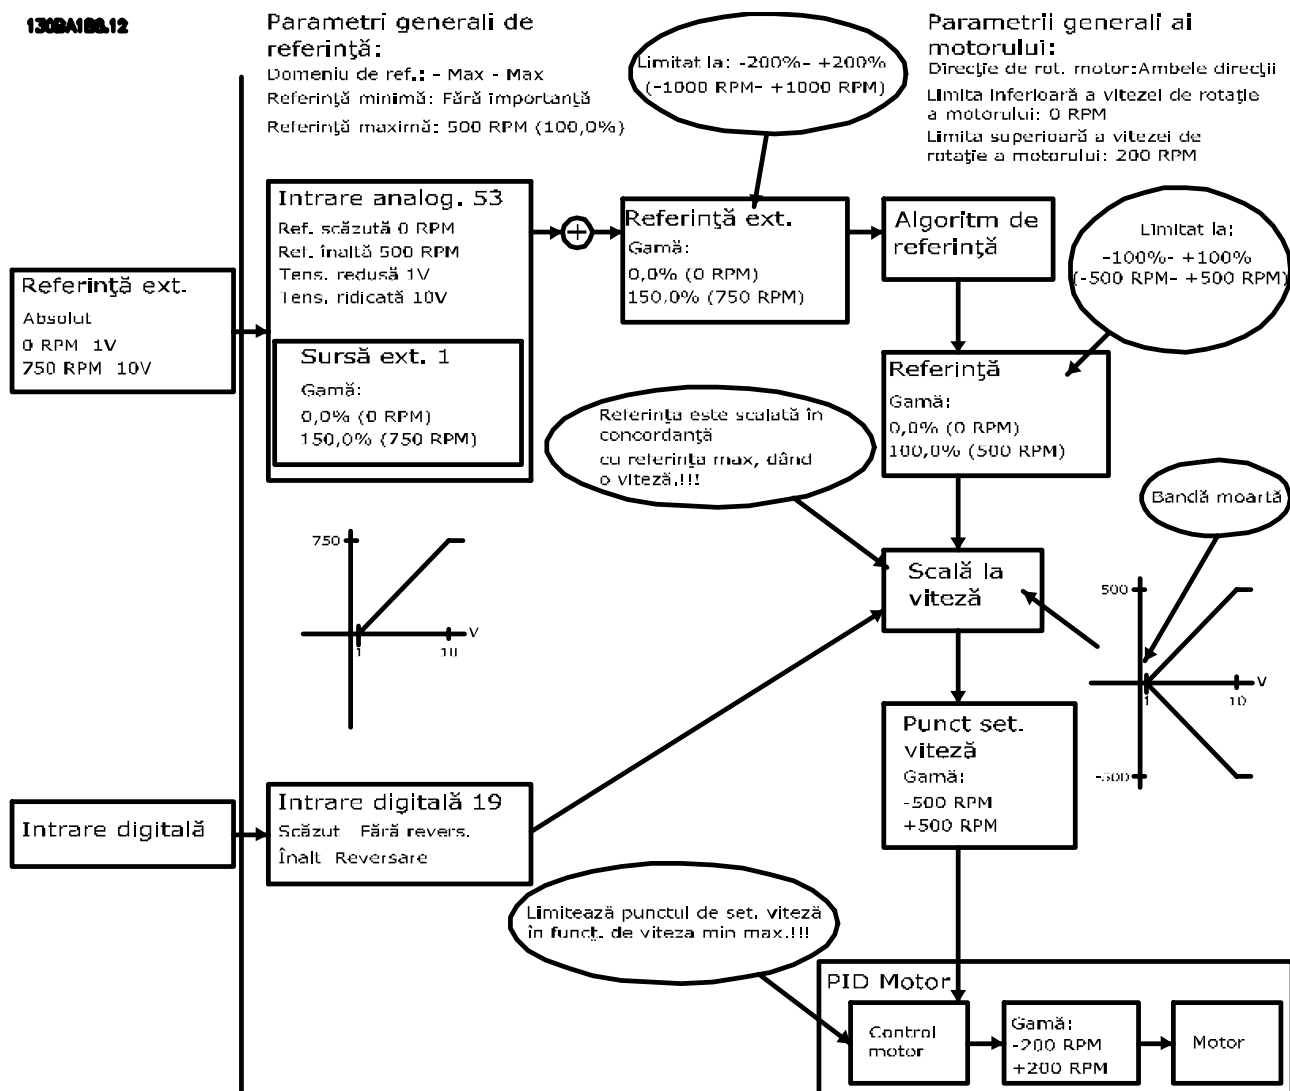 130BA188.12
Parametri generali de
referinţă:
Domeniu de ref.: - Max - Max
Referinţă minimă: Fără importanţă
Referinţă maximă: 500 RPM (100,0%)
Limitat la: -200%- +200%
(-1000 RPM- +1000 RPM)
Parametrii generali ai
motorului:
Direcţie de rot. motor:Ambele direcţii
Limita inferioară a vitezei de rotaţie
a motorului: 0 RPM
Limita superioară a vitezei de
rotaţie a motorului: 200 RPM
Referinţă ext.
Absolut
0 RPM 1V
750 RPM 10V
Intrare analog. 53
Ref. scăzută 0 RPM
Ref. înaltă 500 RPM
Tens. redusă 1V
Tens. ridicată 10V
Sursă ext. 1
Gamă:
0,0% (0 RPM)
150,0% (750 RPM)
+
Referinţă ext.
Gamă:
0,0% (0 RPM)
150,0% (750 RPM)
Algoritm de
referinţă
Limitat la:
-100%- +100%
(-500 RPM- +500 RPM)
Referinţă
Gamă:
0,0% (0 RPM)
100,0% (500 RPM)
Referinţa este scalată în
concordanţă
cu referinţa max, dând
o viteză.!!!
Bandă moartă
750
V
1
10
Scală la
viteză
500
V
1
10
-500
Punct set.
viteză
Gamă:
-500 RPM
+500 RPM
Intrare digitală
Intrare digitală 19
Scăzut Fără revers.
Înalt Reversare
Limitează punctul de set. viteză
în funcţ. de viteza min max.!!!
PID Motor
Control
motor
Gamă:
-200 RPM
+200 RPM
Motor